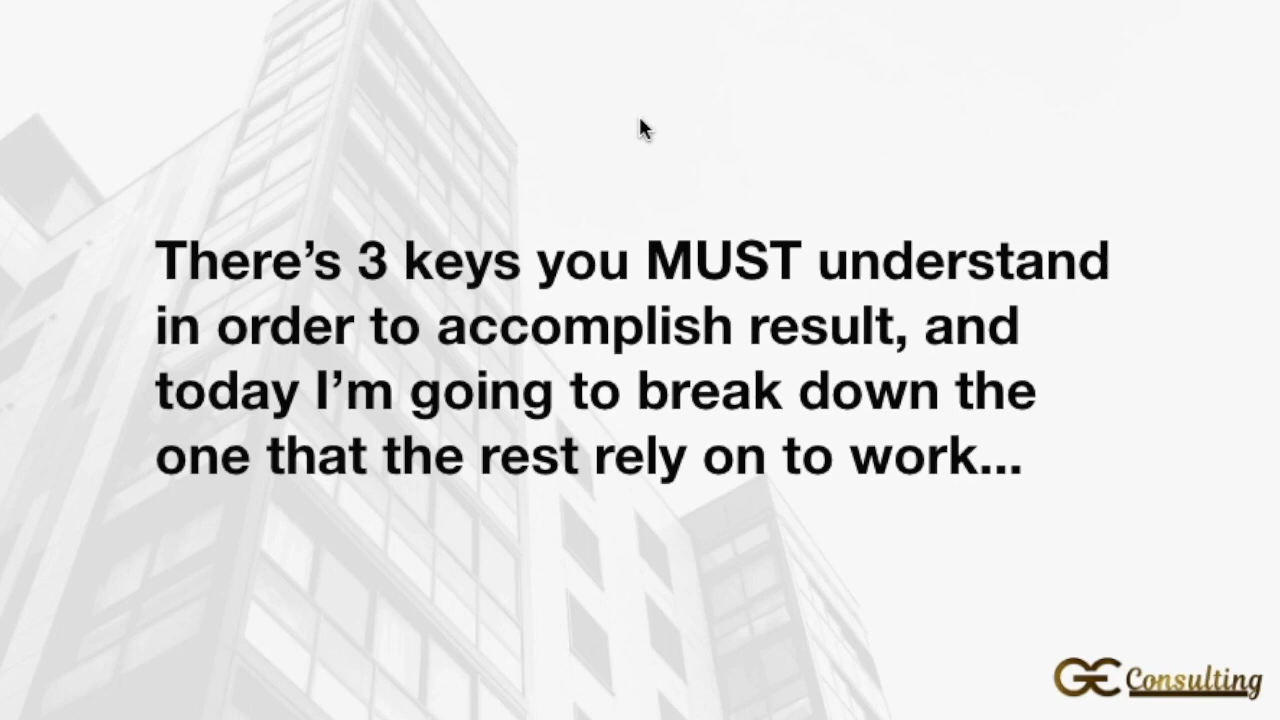 There’s 3 keys you MUST understand
in order to accomplish result, and
today I’m going to break down the
one that the rest rely on to work...
GC Consulting